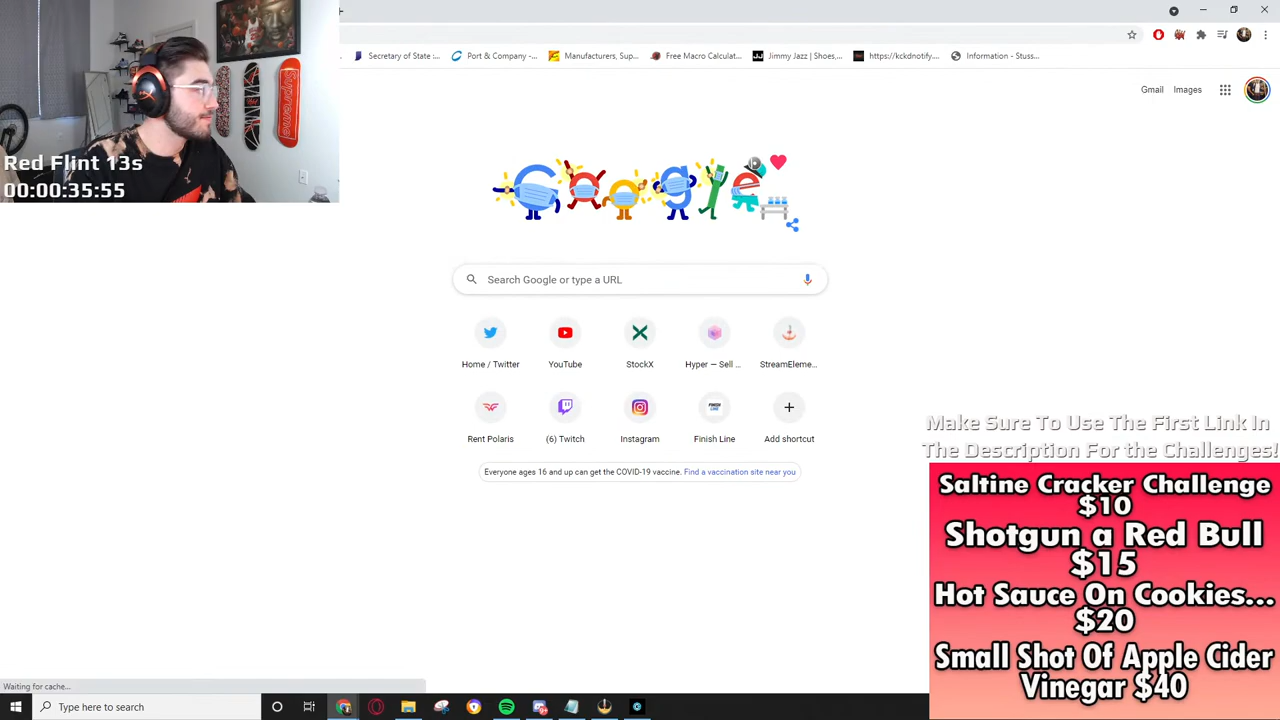 Secretary of State :...
Port & Company -...
Manufacturers, Sup...
Free Macro Calculat...
Jimmy Jazz | Shoes,...
https://kckdnotify....
Information - Stuss...
Gmail
Images
Supreme
Red Flint 13s
00:00:35:55
Google
Search Google or type a URL
Home / Twitter
YouTube
StockX
Hyper — Sell ...
StreamEleme...
FINISH
LINE
Rent Polaris
(6) Twitch
Instagram
Finish Line
Add shortcut
Everyone ages 16 and up can get the COVID-19 vaccine. Find a vaccination site near you
Make Sure To Use The First Link In
The Description For the Challenges!
Saltine Cracker Challenge
$10
Shotgun a Red Bull
$15
Hot Sauce On Cookies...
$20
Small Shot Of Apple Cider
Vinegar $40
Waiting for cache...
Type here to search